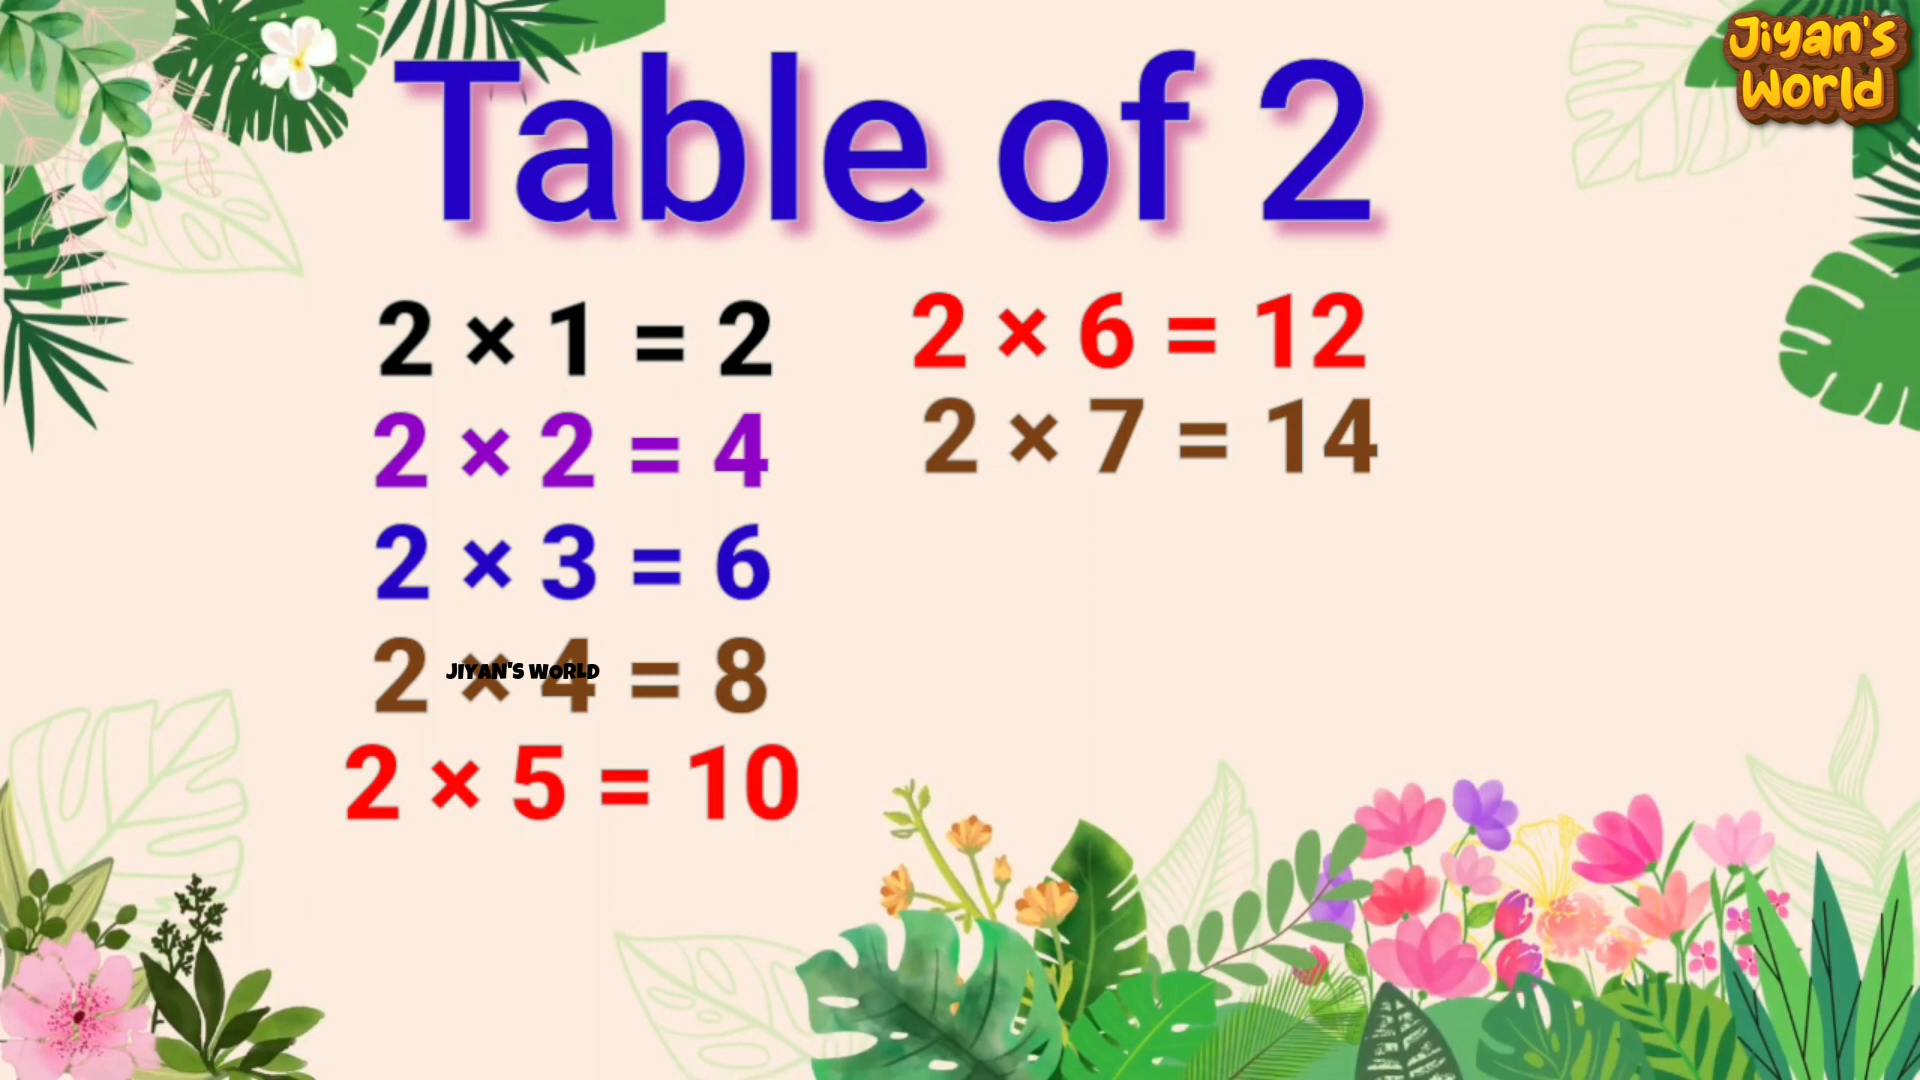 Jiyan's
World
Table of 2
2 × 1 = 2
2 × 2 = 4
2 × 3 = 6
2 × 4 = 8
JIYAN'S WORLD
2 × 5 = 10
2 × 6 = 12
2 × 7 = 14